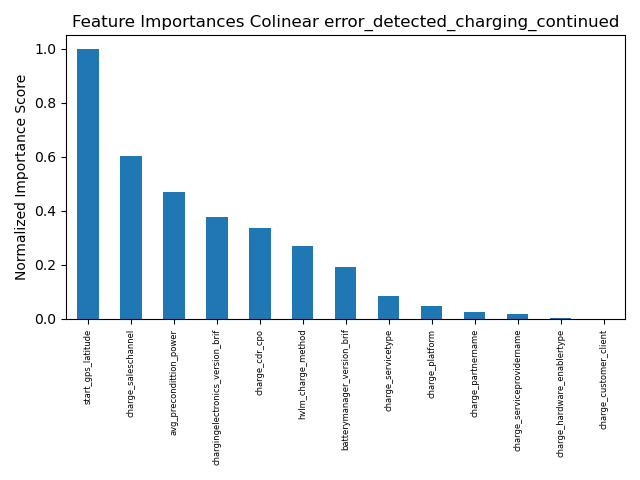 Feature Importances Colinear error_detected_charging_continued
Normalized Importance Score
1.0
0.8
0.6
0.4
0.2
0.0
start_gps_latitude
charge_saleschannel
avg_precondittion_power
chargingelectronics_version_brif
charge_cdr_cpo
hvlm_charge_method
batterymanager_version_brif
charge_servicetype
charge_platform
charge_partnername
charge_serviceprovidername
charge_hardware_enablertype
charge_customer_client